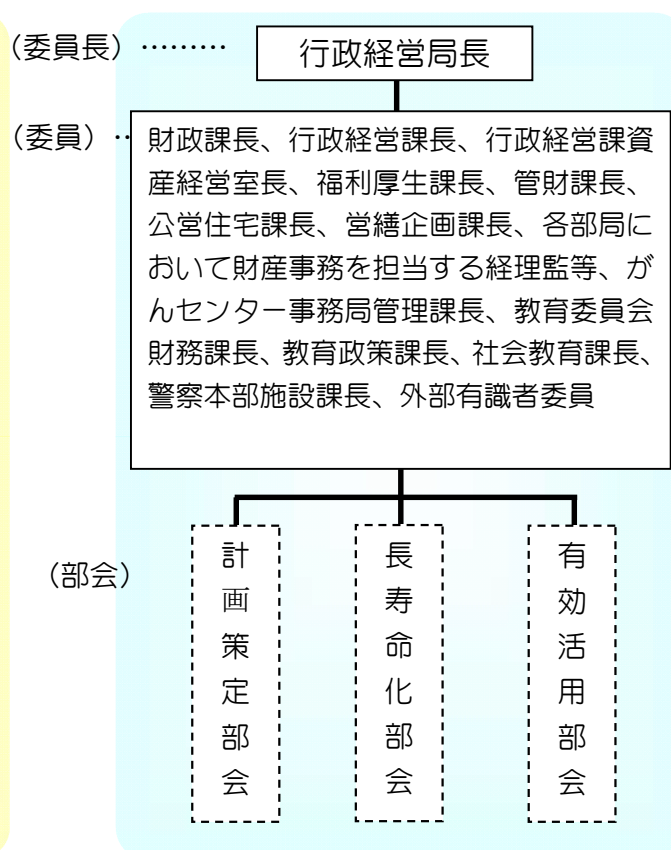 （委員長）………
行政経営局長
（委員）‥
財政課長、行政経営課長、行政経営課資
産経営室長、福利厚生課長、管財課長、
公営住宅課長、営繕企画課長、各部局に
おいて財産事務を担当する経理監等、が
んセンター事務局管理課長、教育委員会
財務課長、教育政策課長、社会教育課長、
警察本部施設課長、外部有識者委員
（部会）
計画策定部会
長寿命化部会
有効活用部会